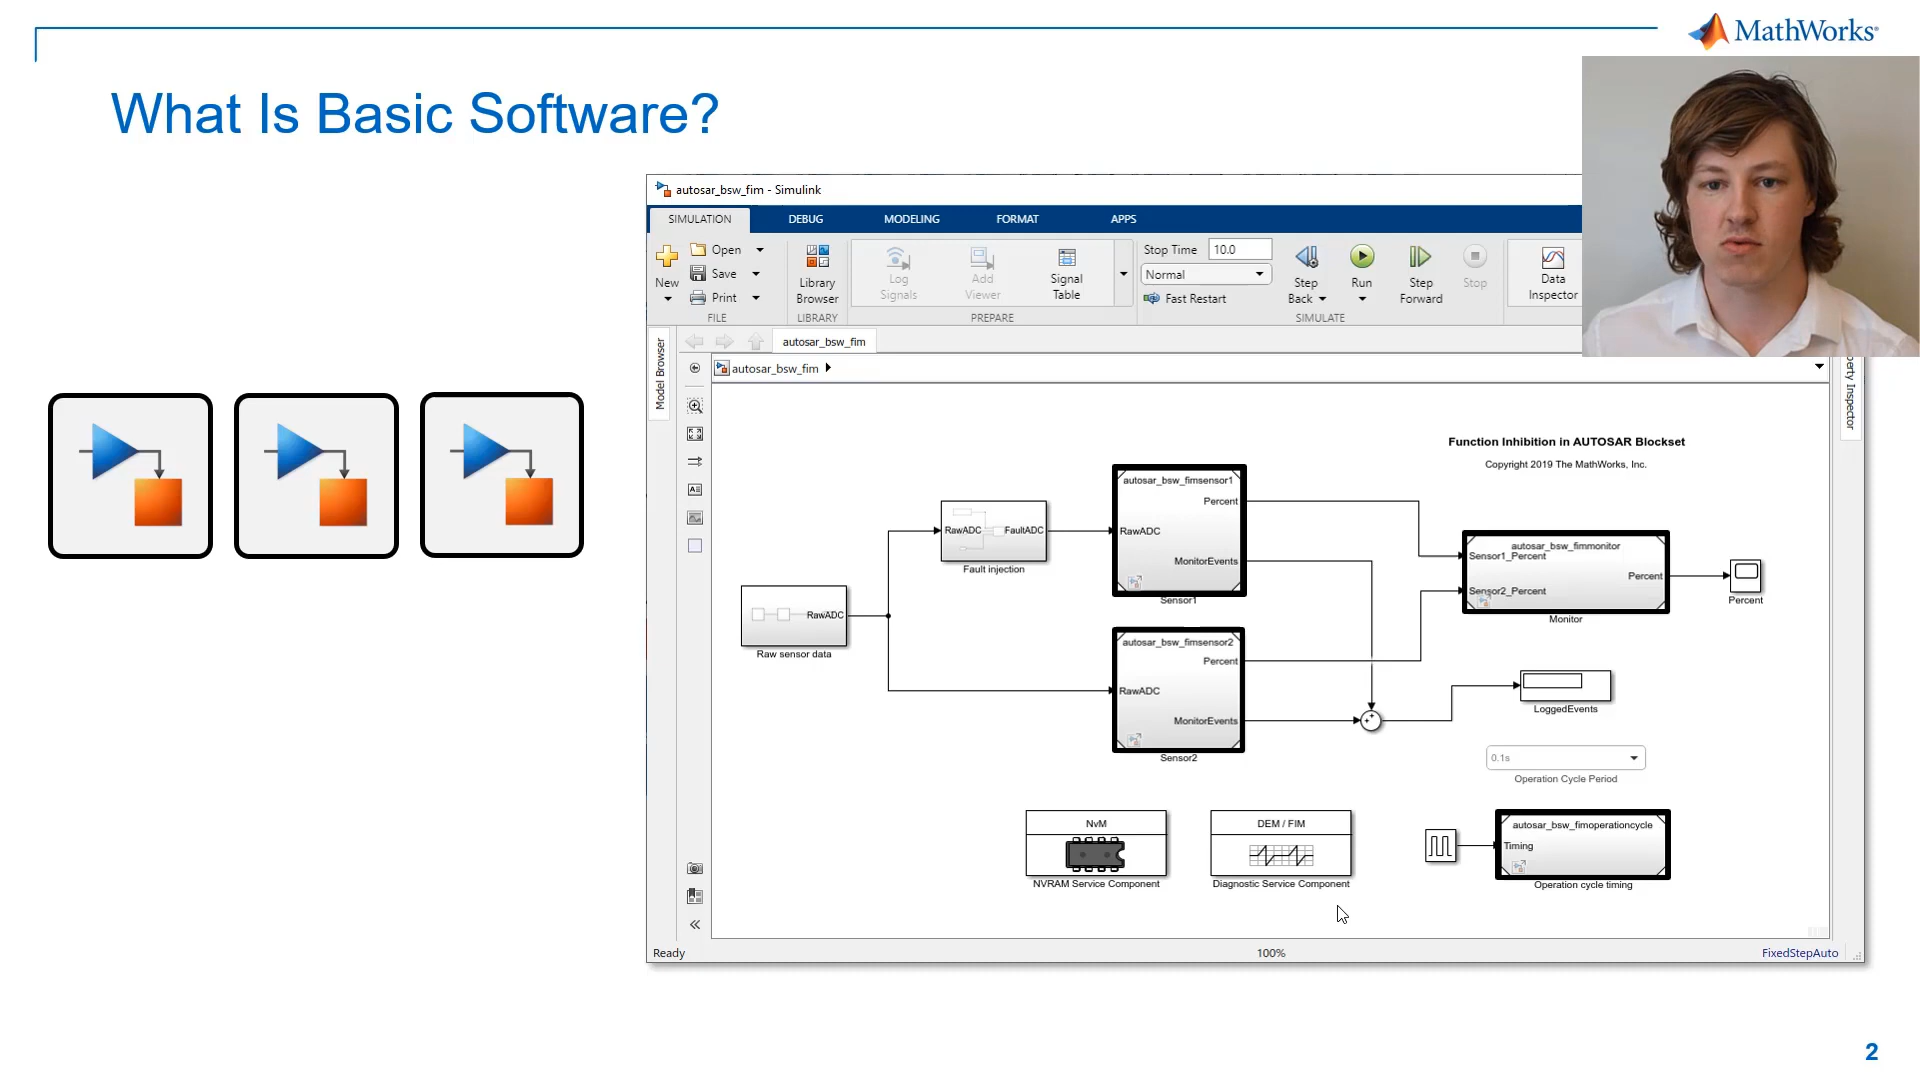 MathWorks®
What Is Basic Software?
autosar_bsw_fim - Simulink
SIMULATION
DEBUG
MODELING
FORMAT
APPS
New
Open
Save
Print
FILE
Library
Browser
LIBRARY
Log
Signals
Add
Viewer
Signal
Table
PREPARE
Stop Time 10.0
Normal
Fast Restart
Step
Back
Run
Step
Forward
Stop
SIMULATE
Data
Inspector
Model Browser
autosar_bsw_fim
autosar_bsw_fim
perty Inspector
Function Inhibition in AUTOSAR Blockset
Copyright 2019 The MathWorks, Inc.
RawADC
Raw sensor data
RawADC FaultADC
Fault injection
autosar_bsw_fimsensor1
Percent
RawADC
MonitorEvents
Sensor1
autosar_bsw_fimsensor2
Percent
RawADC
MonitorEvents
Sensor2
autosar_bsw_fimmonitor
Sensor1_Percent
Percent
Sensor2_Percent
Monitor
Percent
LoggedEvents
0.1s
Operation Cycle Period
NvM
NVRAM Service Component
DEM / FIM
Diagnostic Service Component
autosar_bsw_fimoperationcycle
Timing
Operation cycle timing
Ready
100%
FixedStepAuto
2